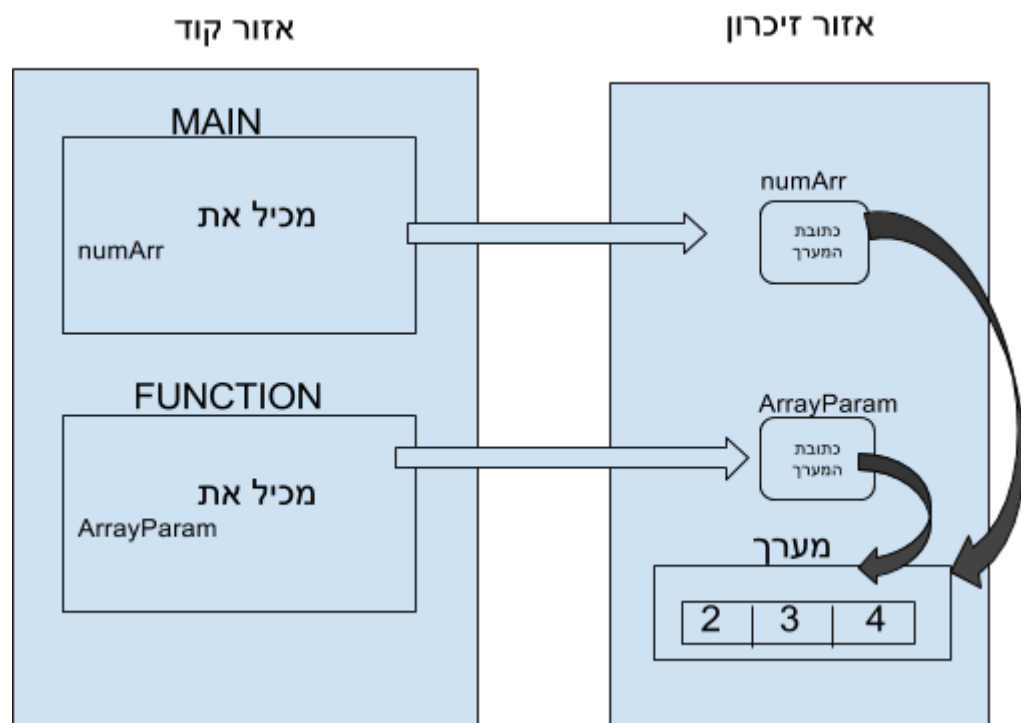 אזור קוד
MAIN
מכיל את
numArr
FUNCTION
מכיל את
ArrayParam
אזור זיכרון
numArr
כתובת
המערך
ArrayParam
כתובת
המערך
מערך
2 3 4